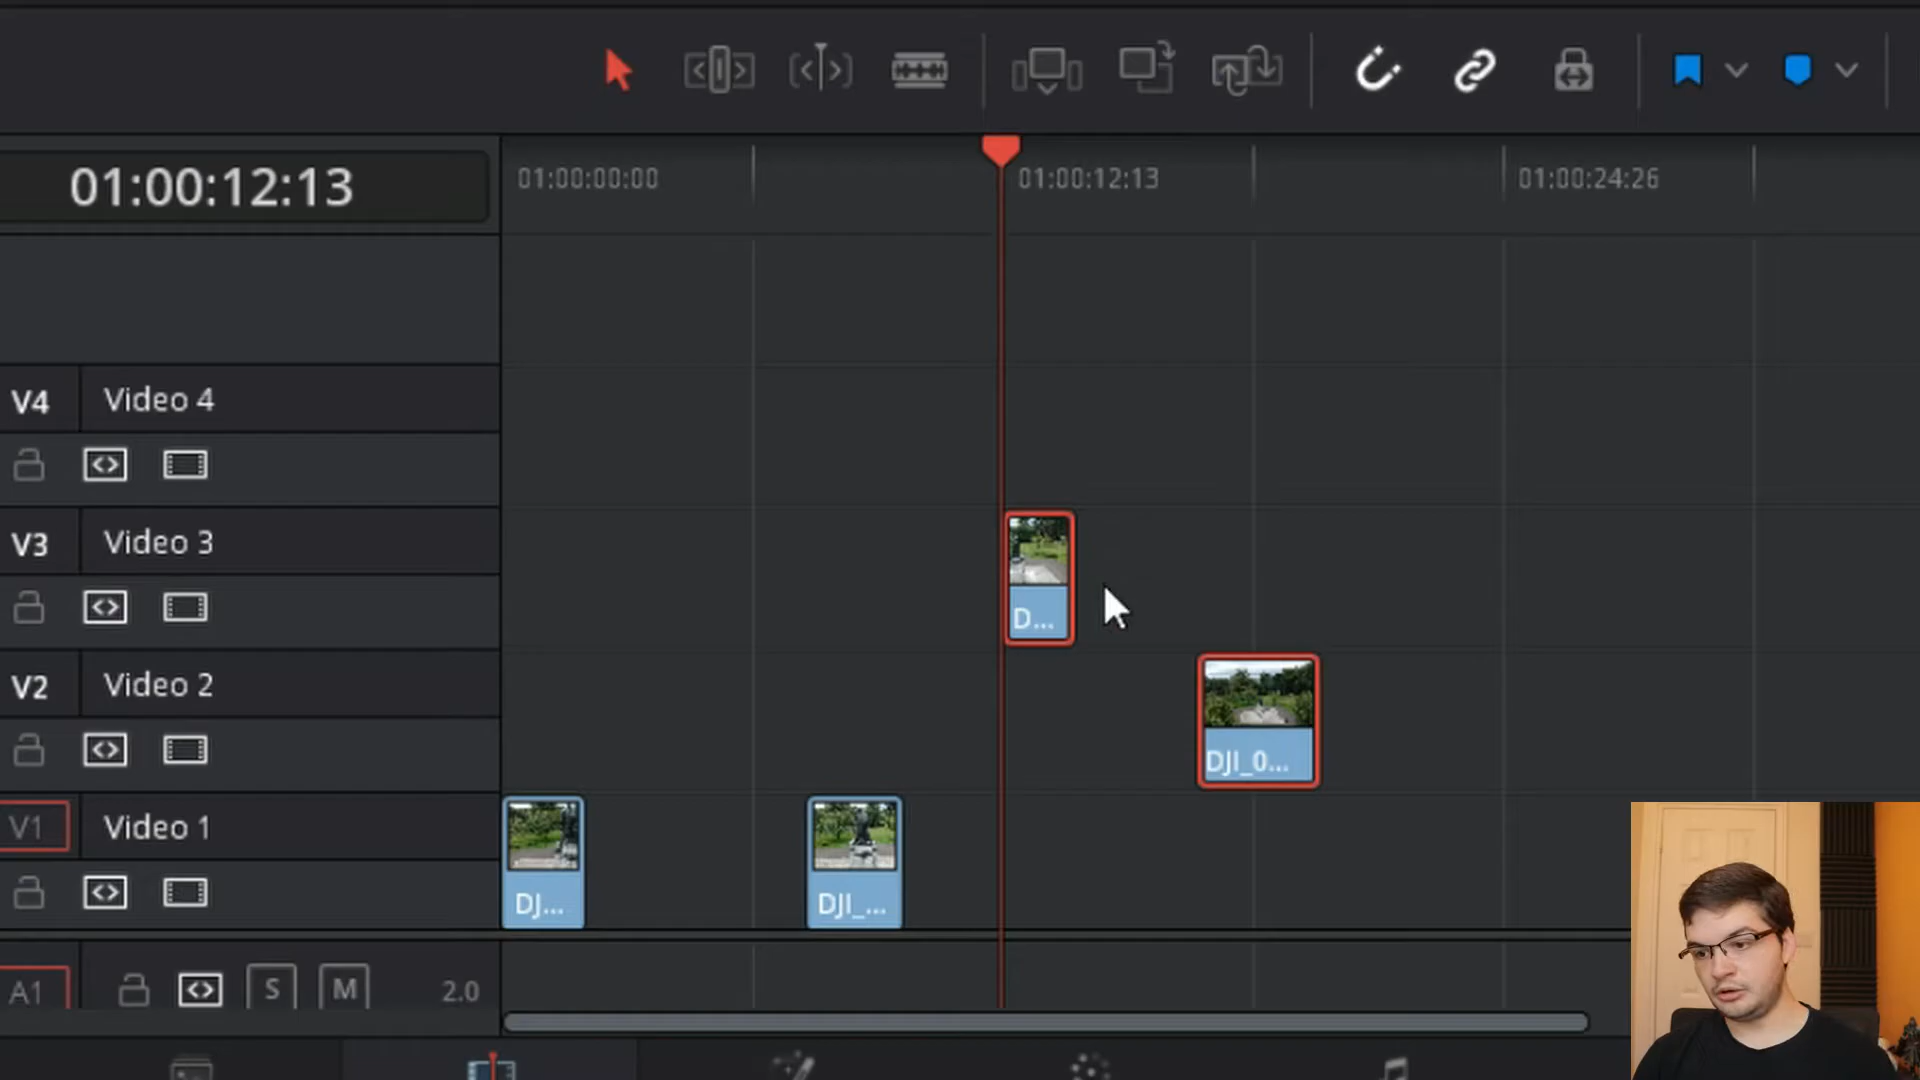 01:00:12:13
01:00:00:00
01:00:12:13
01:00:24:26
V4 Video 4
V3 Video 3
D...
V2 Video 2
DJI_0...
V1 Video 1
DJ...
DJI_...
A1 S M 2.0